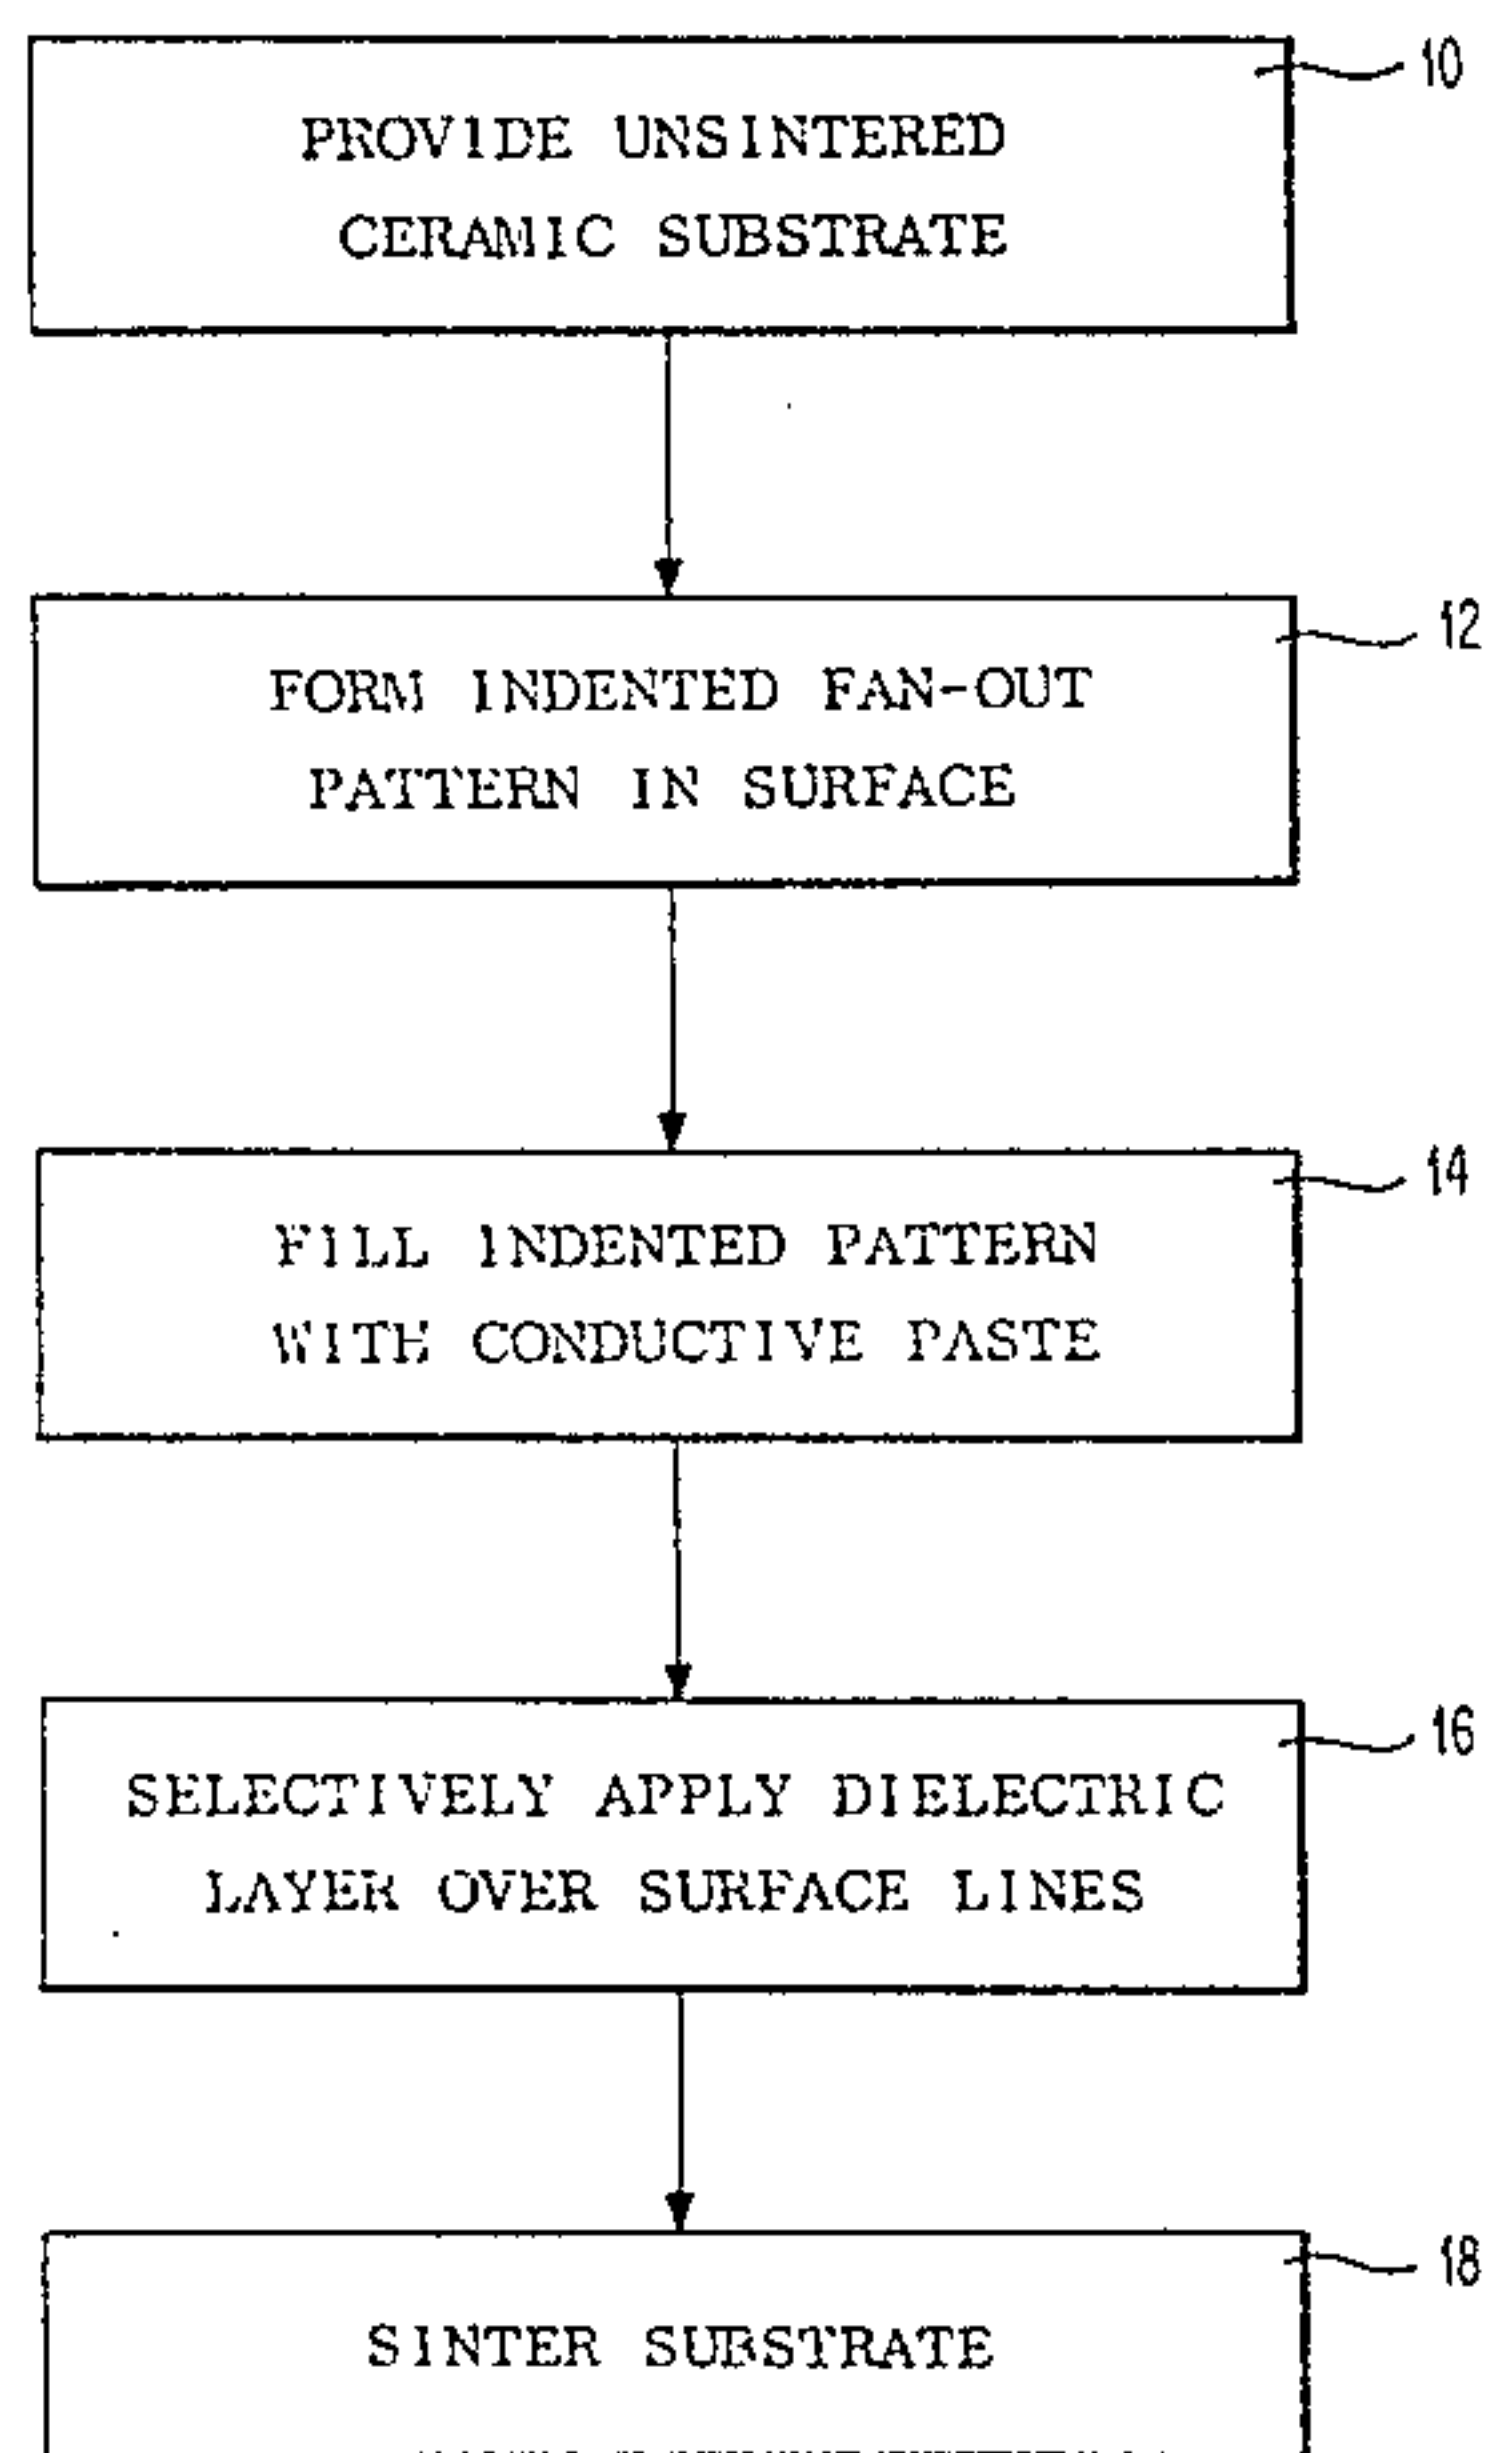 10
PROVIDE UNSINTERED
CERAMIC SUBSTRATE
12
FORM INDENTED FAN-OUT
PATTERN IN SURFACE
14
FILL INDENTED PATTERN
WITH CONDUCTIVE PASTE
16
SELECTIVELY APPLY DIELECTRIC
LAYER OVER SURFACE LINES
18
SINTER SUBSTRATE